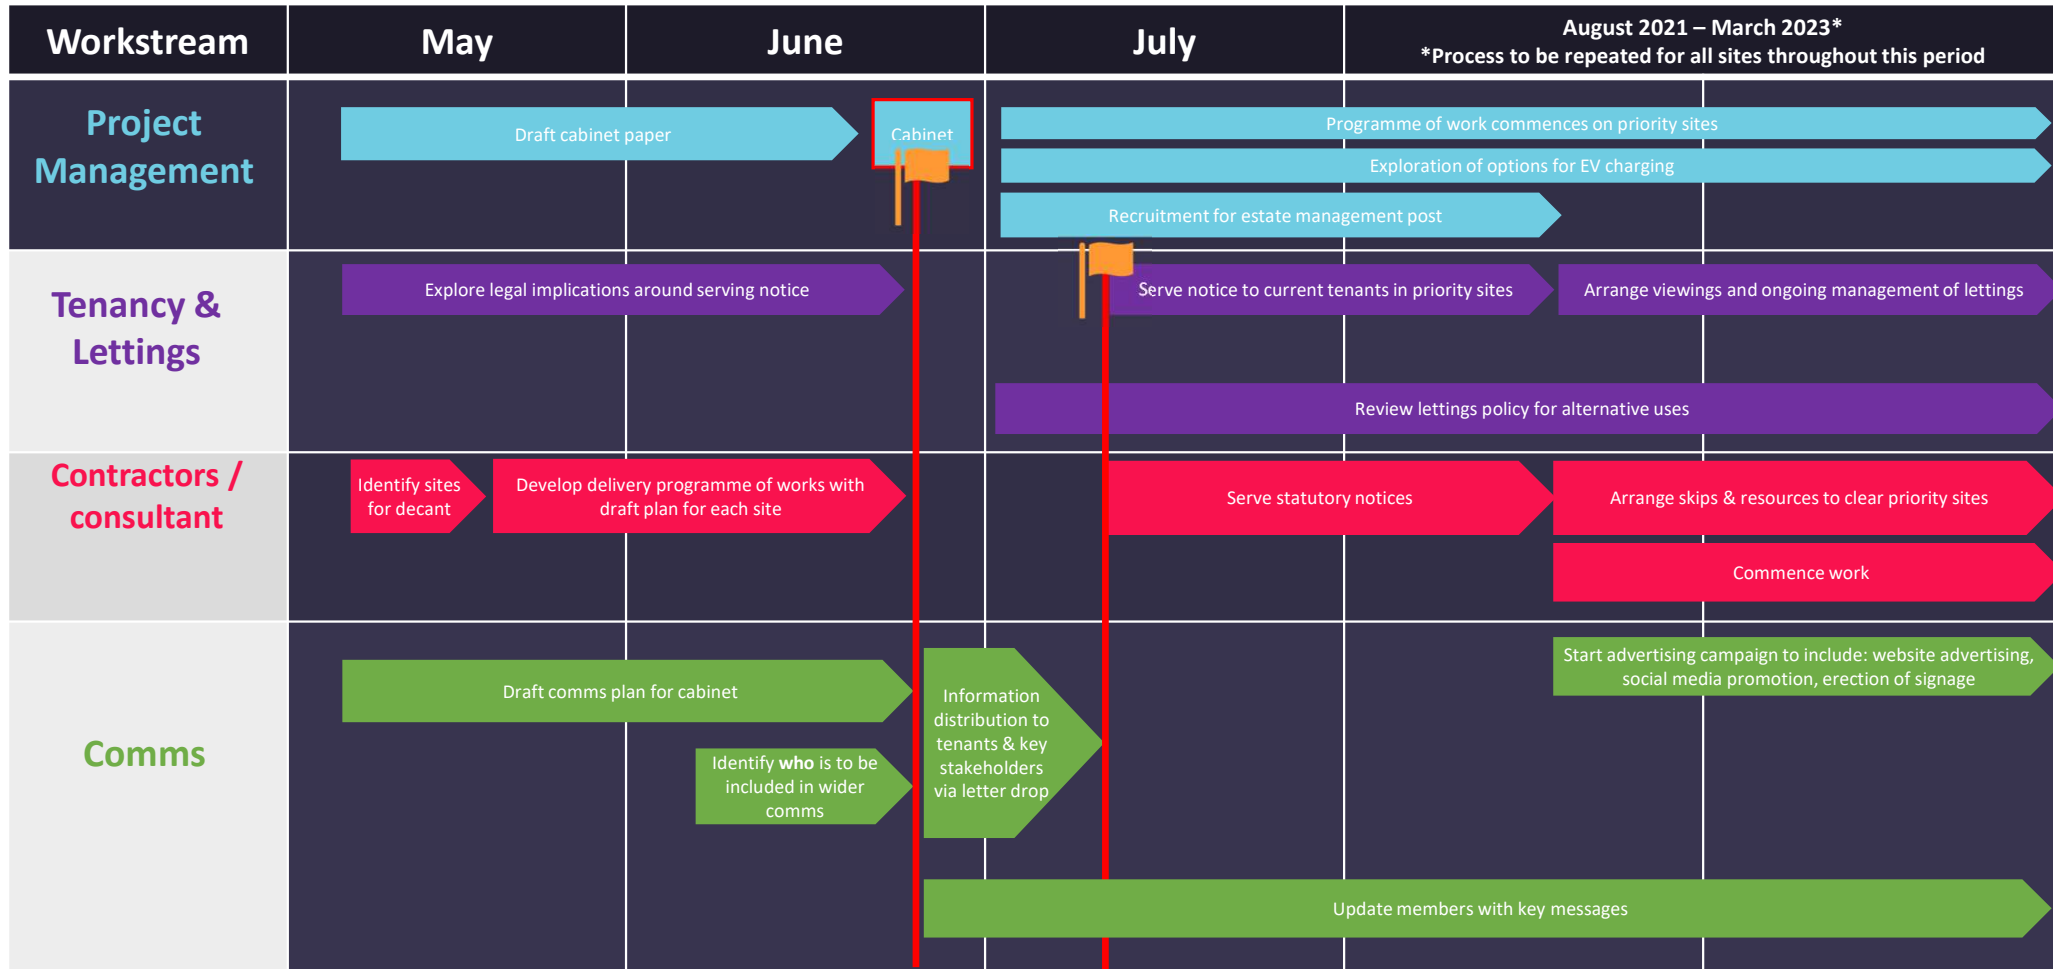 Workstream
May
June
July
August 2021 – March 2023*
*Process to be repeated for all sites throughout this period
Project
Management
Draft cabinet paper
Cabinet
Programme of work commences on priority sites
Exploration of options for EV charging
Recruitment for estate management post
Tenancy &
Lettings
Explore legal implications around serving notice
Serve notice to current tenants in priority sites
Arrange viewings and ongoing management of lettings
Review lettings policy for alternative uses
Contractors /
consultant
Identify sites
for decant
Develop delivery programme of works with
draft plan for each site
Serve statutory notices
Arrange skips & resources to clear priority sites
Commence work
Comms
Draft comms plan for cabinet
Identify who is to be
included in wider
comms
Information
distribution to
tenants & key
stakeholders
via letter drop
Start advertising campaign to include: website advertising,
social media promotion, erection of signage
Update members with key messages